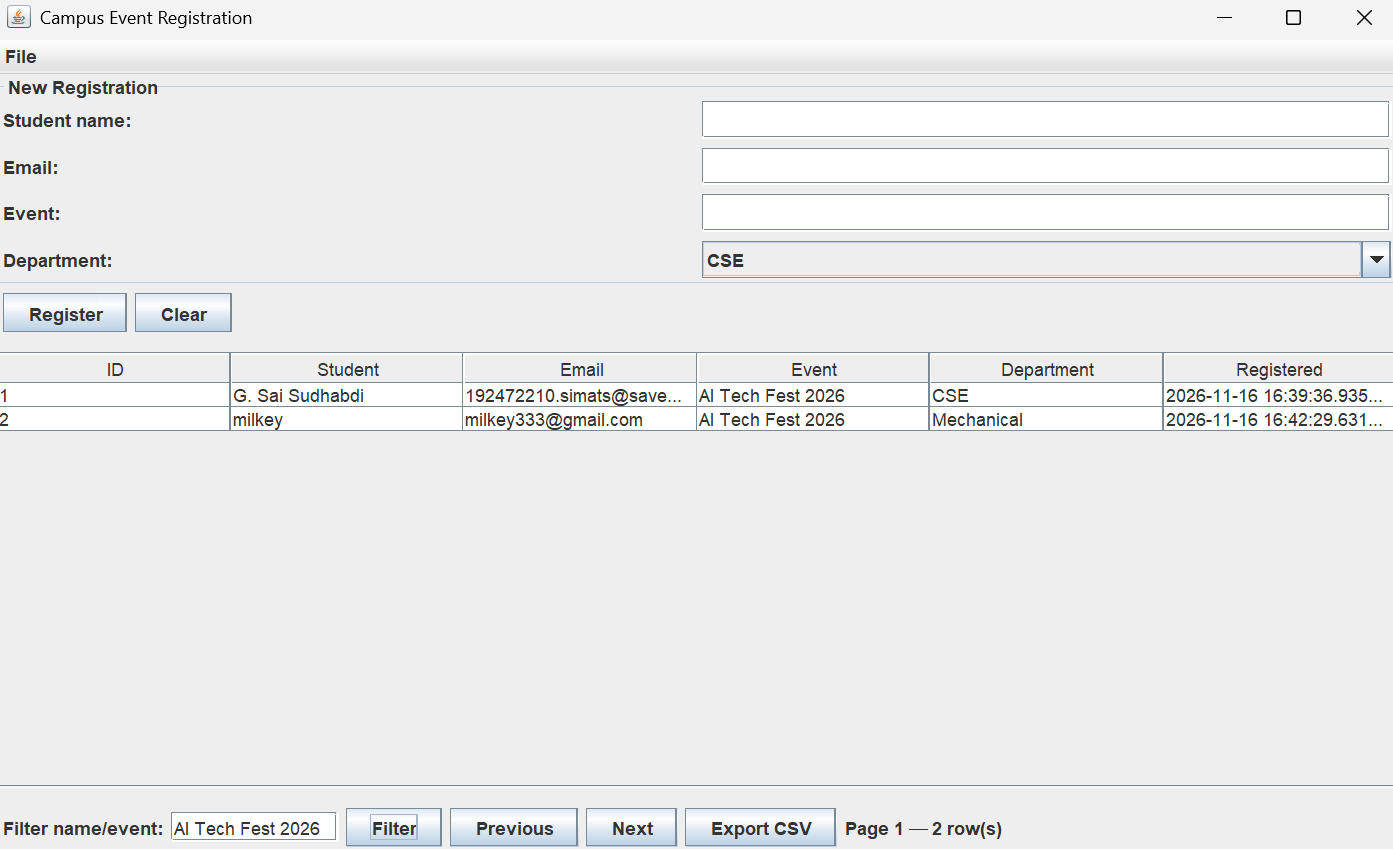 Campus Event Registration
File
New Registration
Student name:
Email:
Event:
Department: CSE
Register Clear
ID Student Email Event Department Registered
1 G. Sai Sudhabdi 192472210.simats@save... AI Tech Fest 2026 CSE 2026-11-16 16:39:36.935...
2 milkey milkey333@gmail.com AI Tech Fest 2026 Mechanical 2026-11-16 16:42:29.631...
Filter name/event: AI Tech Fest 2026 Filter Previous Next Export CSV Page 1 — 2 row(s)